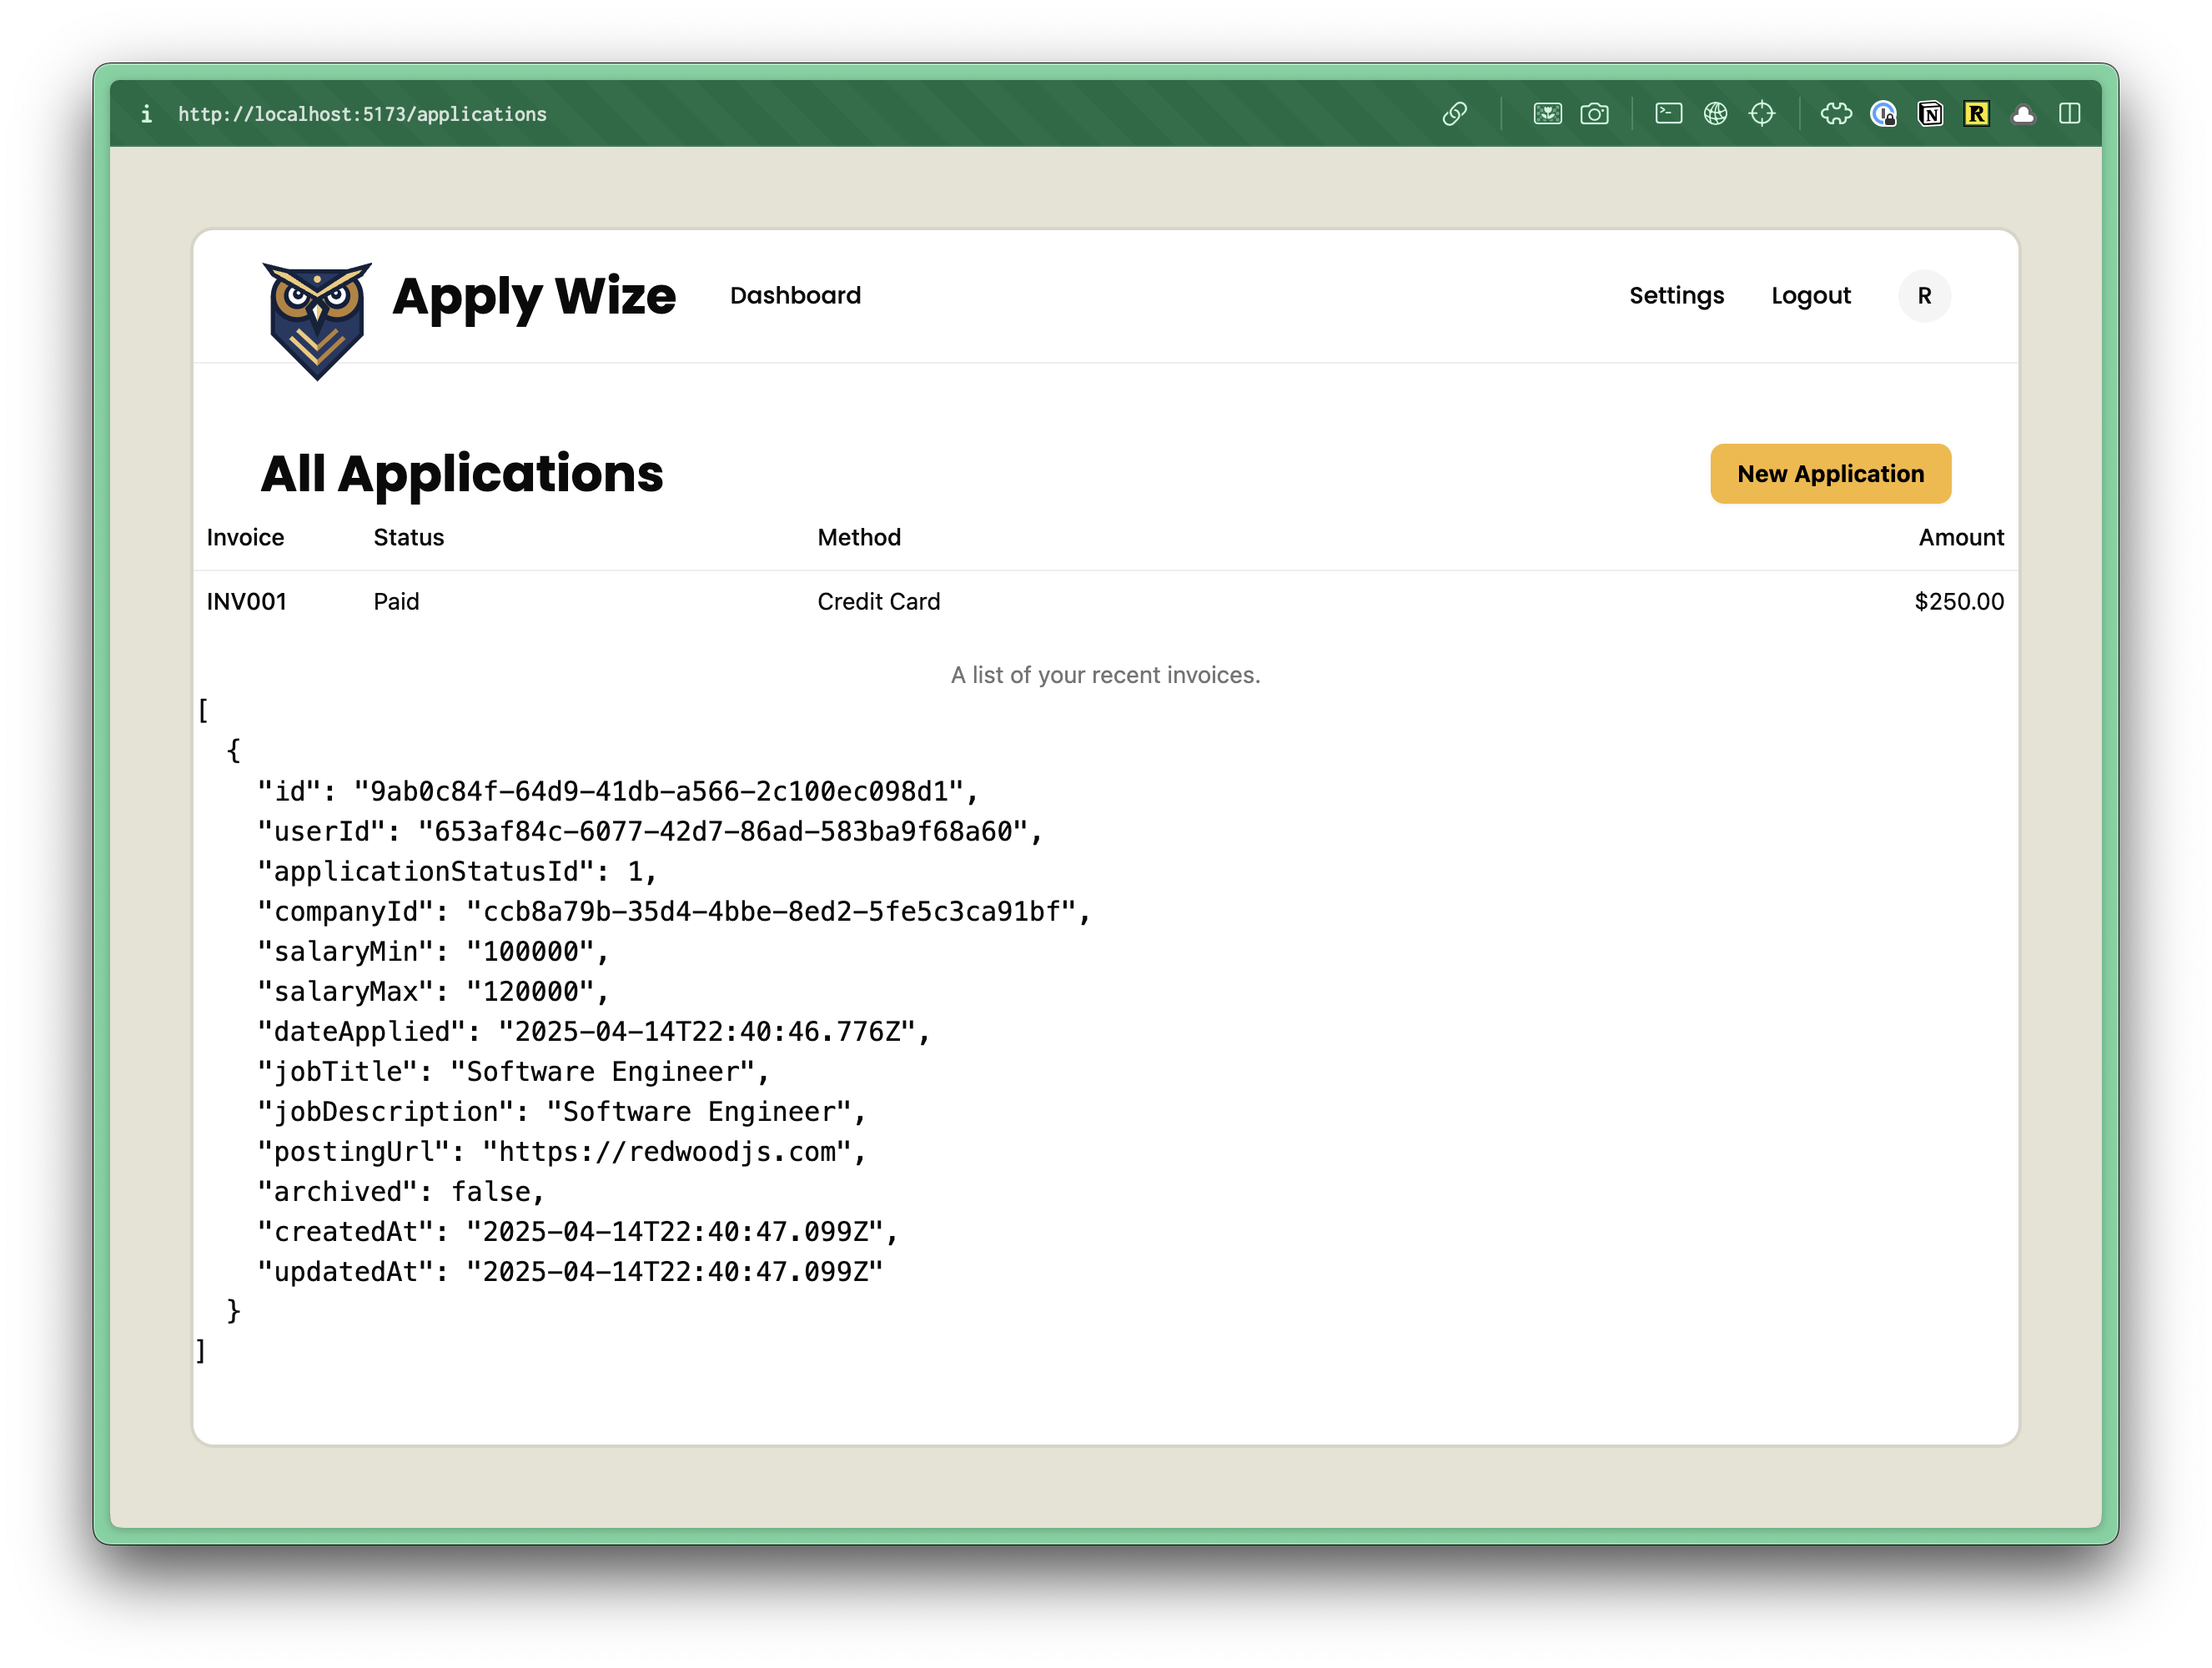 http://localhost:5173/applications
Apply Wize
Dashboard
Settings
Logout
R
All Applications
New Application
Invoice Status Method Amount
INV001 Paid Credit Card $250.00
A list of your recent invoices.
[
  {
    "id": "9ab0c84f-64d9-41db-a566-2c100ec098d1",
    "userId": "653af84c-6077-42d7-86ad-583ba9f68a60",
    "applicationStatusId": 1,
    "companyId": "ccb8a79b-35d4-4bbe-8ed2-5fe5c3ca91bf",
    "salaryMin": "100000",
    "salaryMax": "120000",
    "dateApplied": "2025-04-14T22:40:46.776Z",
    "jobTitle": "Software Engineer",
    "jobDescription": "Software Engineer",
    "postingUrl": "https://redwoodjs.com",
    "archived": false,
    "createdAt": "2025-04-14T22:40:47.099Z",
    "updatedAt": "2025-04-14T22:40:47.099Z"
  }
]